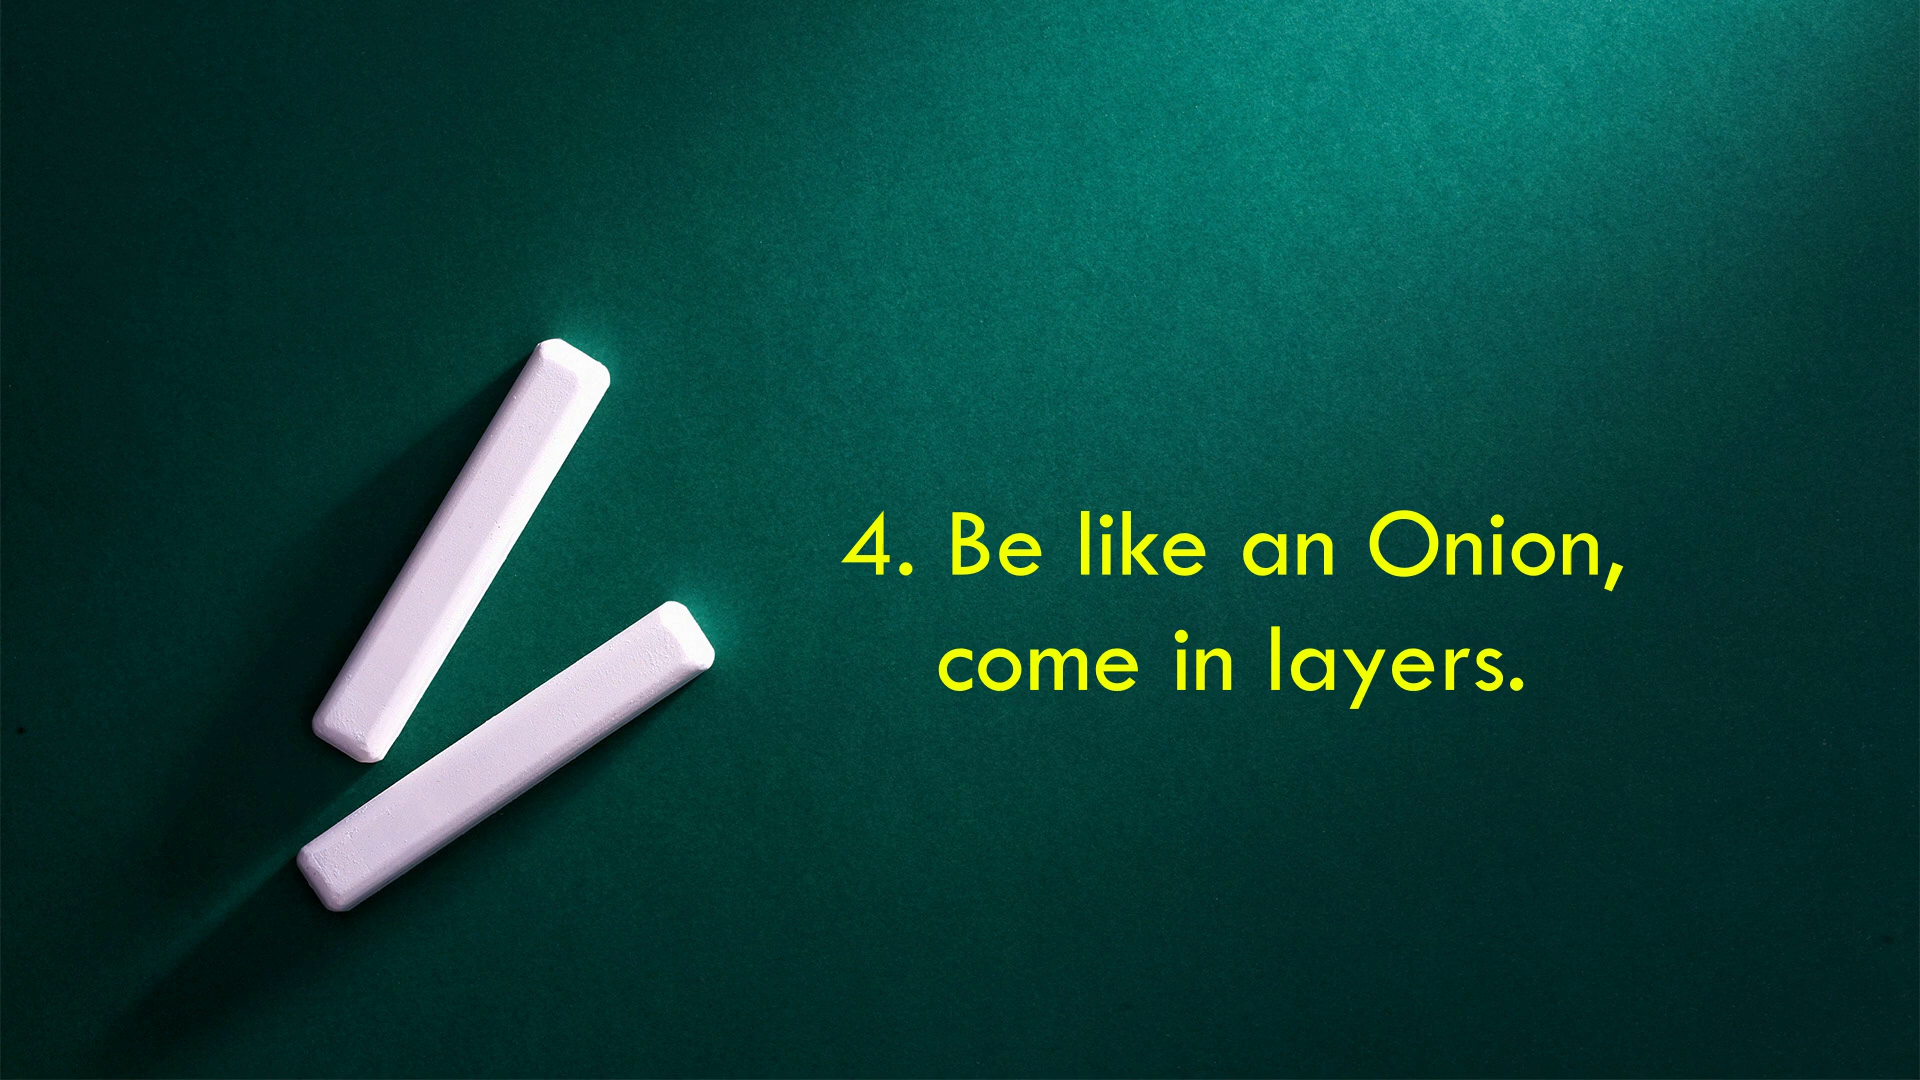 4. Be like an Onion,
come in layers.